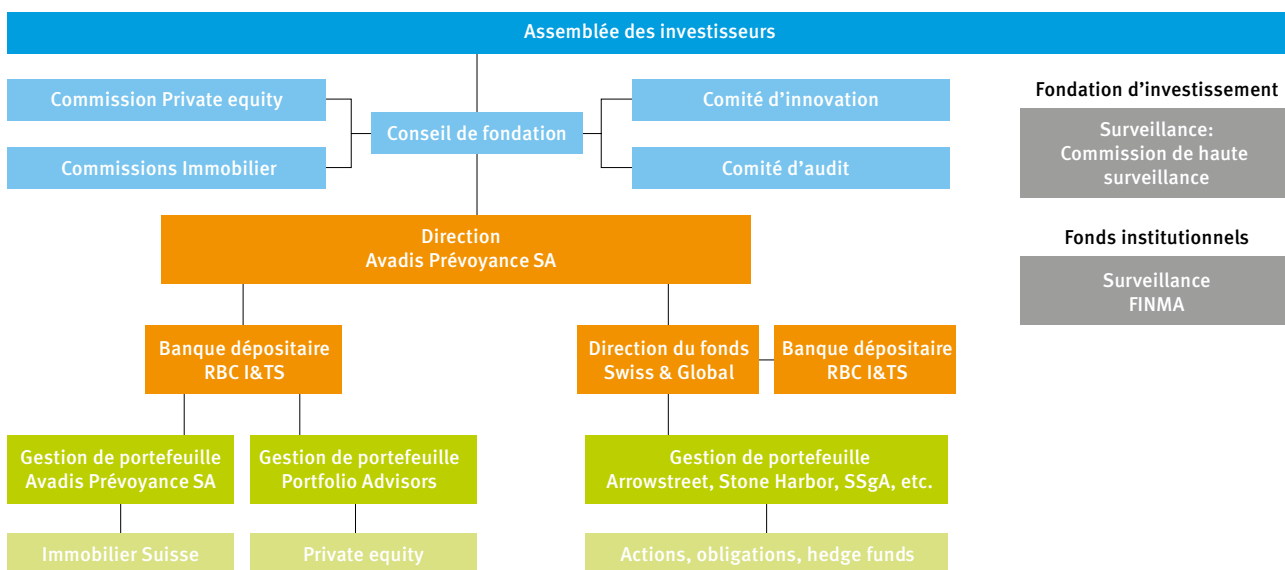 Assemblée des investisseurs
Commission Private equity
Comité d'innovation
Conseil de fondation
Commissions Immobilier
Comité d'audit
Fondation d'investissement
Surveillance:
Commission de haute
surveillance
Direction
Avadis Prévoyance SA
Fonds institutionnels
Surveillance
FINMA
Banque dépositaire
RBC I&TS
Direction du fonds
Swiss & Global
Banque dépositaire
RBC I&TS
Gestion de portefeuille
Avadis Prévoyance SA
Gestion de portefeuille
Portfolio Advisors
Gestion de portefeuille
Arrowstreet, Stone Harbor, SSgA, etc.
Immobilier Suisse
Private equity
Actions, obligations, hedge funds